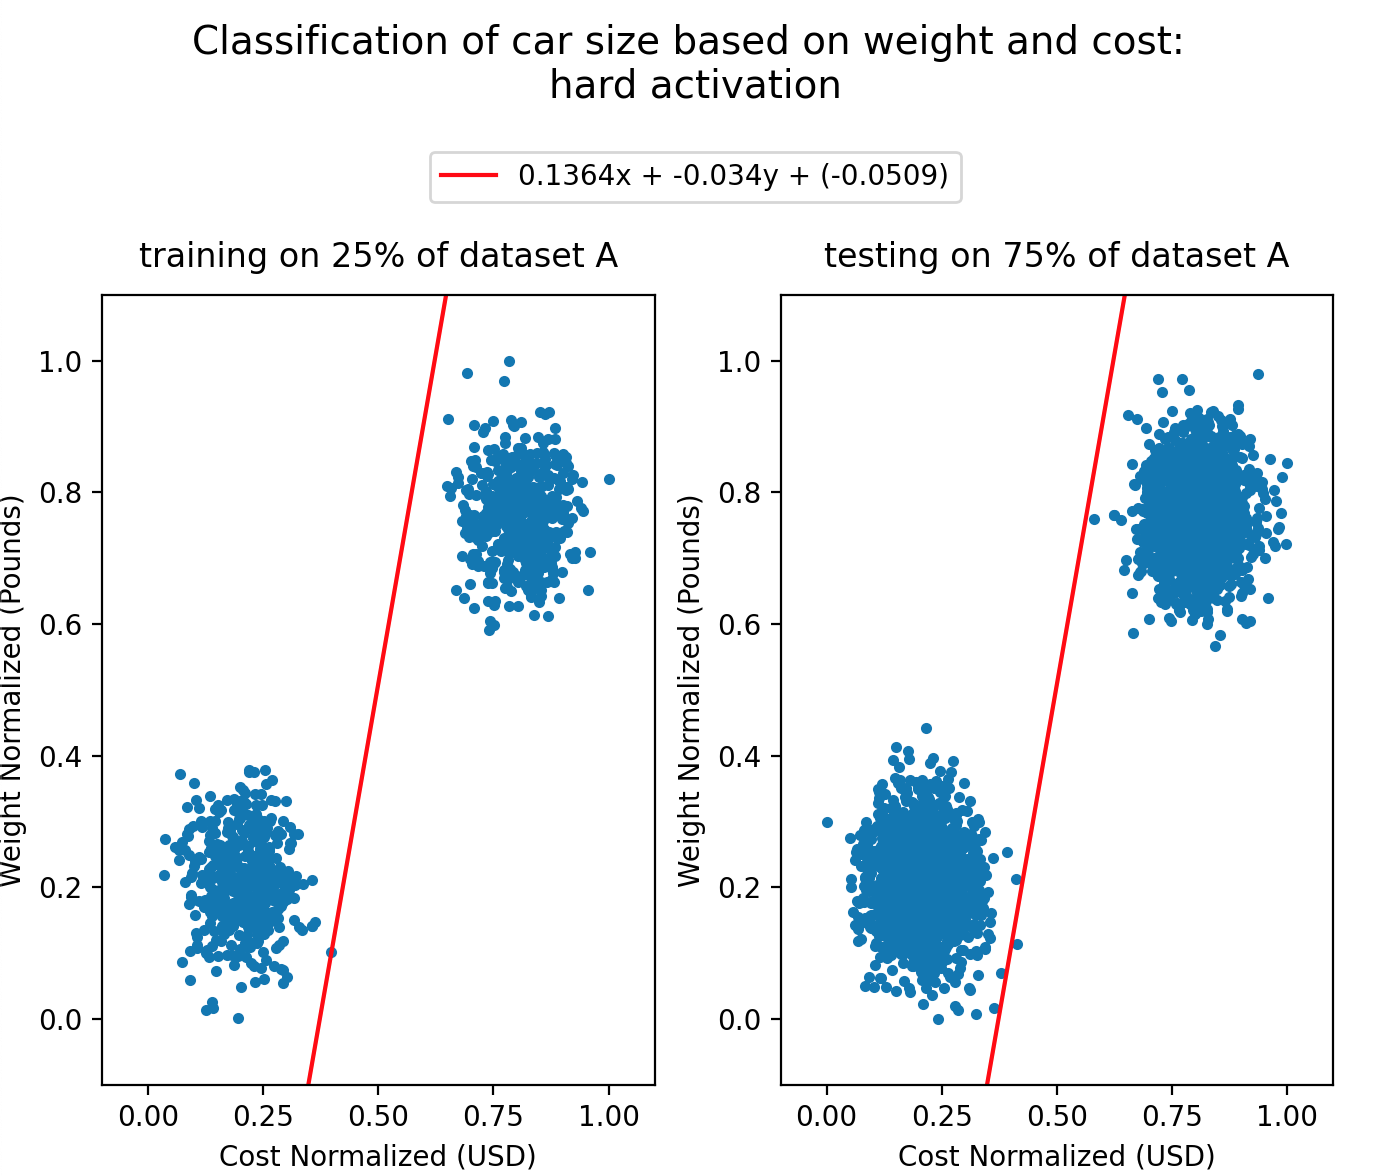 Classification of car size based on weight and cost:
hard activation
0.1364x + -0.034y + (-0.0509)
training on 25% of dataset A
testing on 75% of dataset A
Weight Normalized (Pounds)
1.0
0.8
0.6
0.4
0.2
0.0
0.00 0.25 0.50 0.75 1.00
Cost Normalized (USD)
Weight Normalized (Pounds)
1.0
0.8
0.6
0.4
0.2
0.0
0.00 0.25 0.50 0.75 1.00
Cost Normalized (USD)